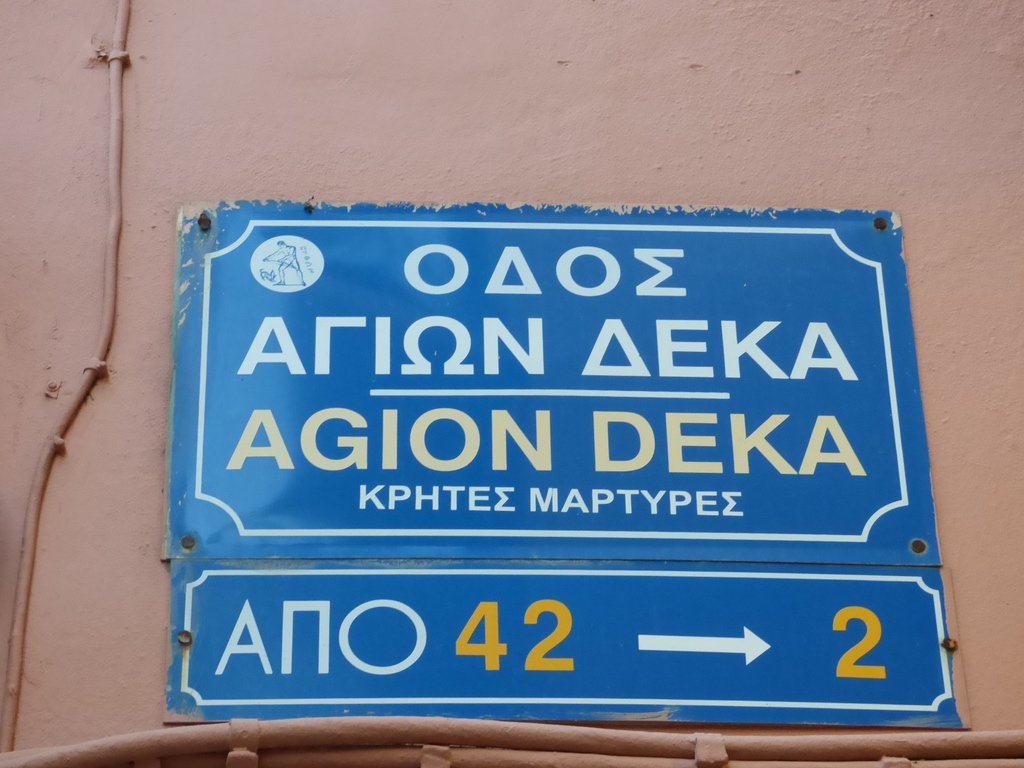 ΟΔΟΣ
ΑΓΙΩΝ ΔΕΚΑ
AGION DEKA
ΚΡΗΤΕΣ ΜΑΡΤΥΡΕΣ
ΑΠΟ 42 → 2